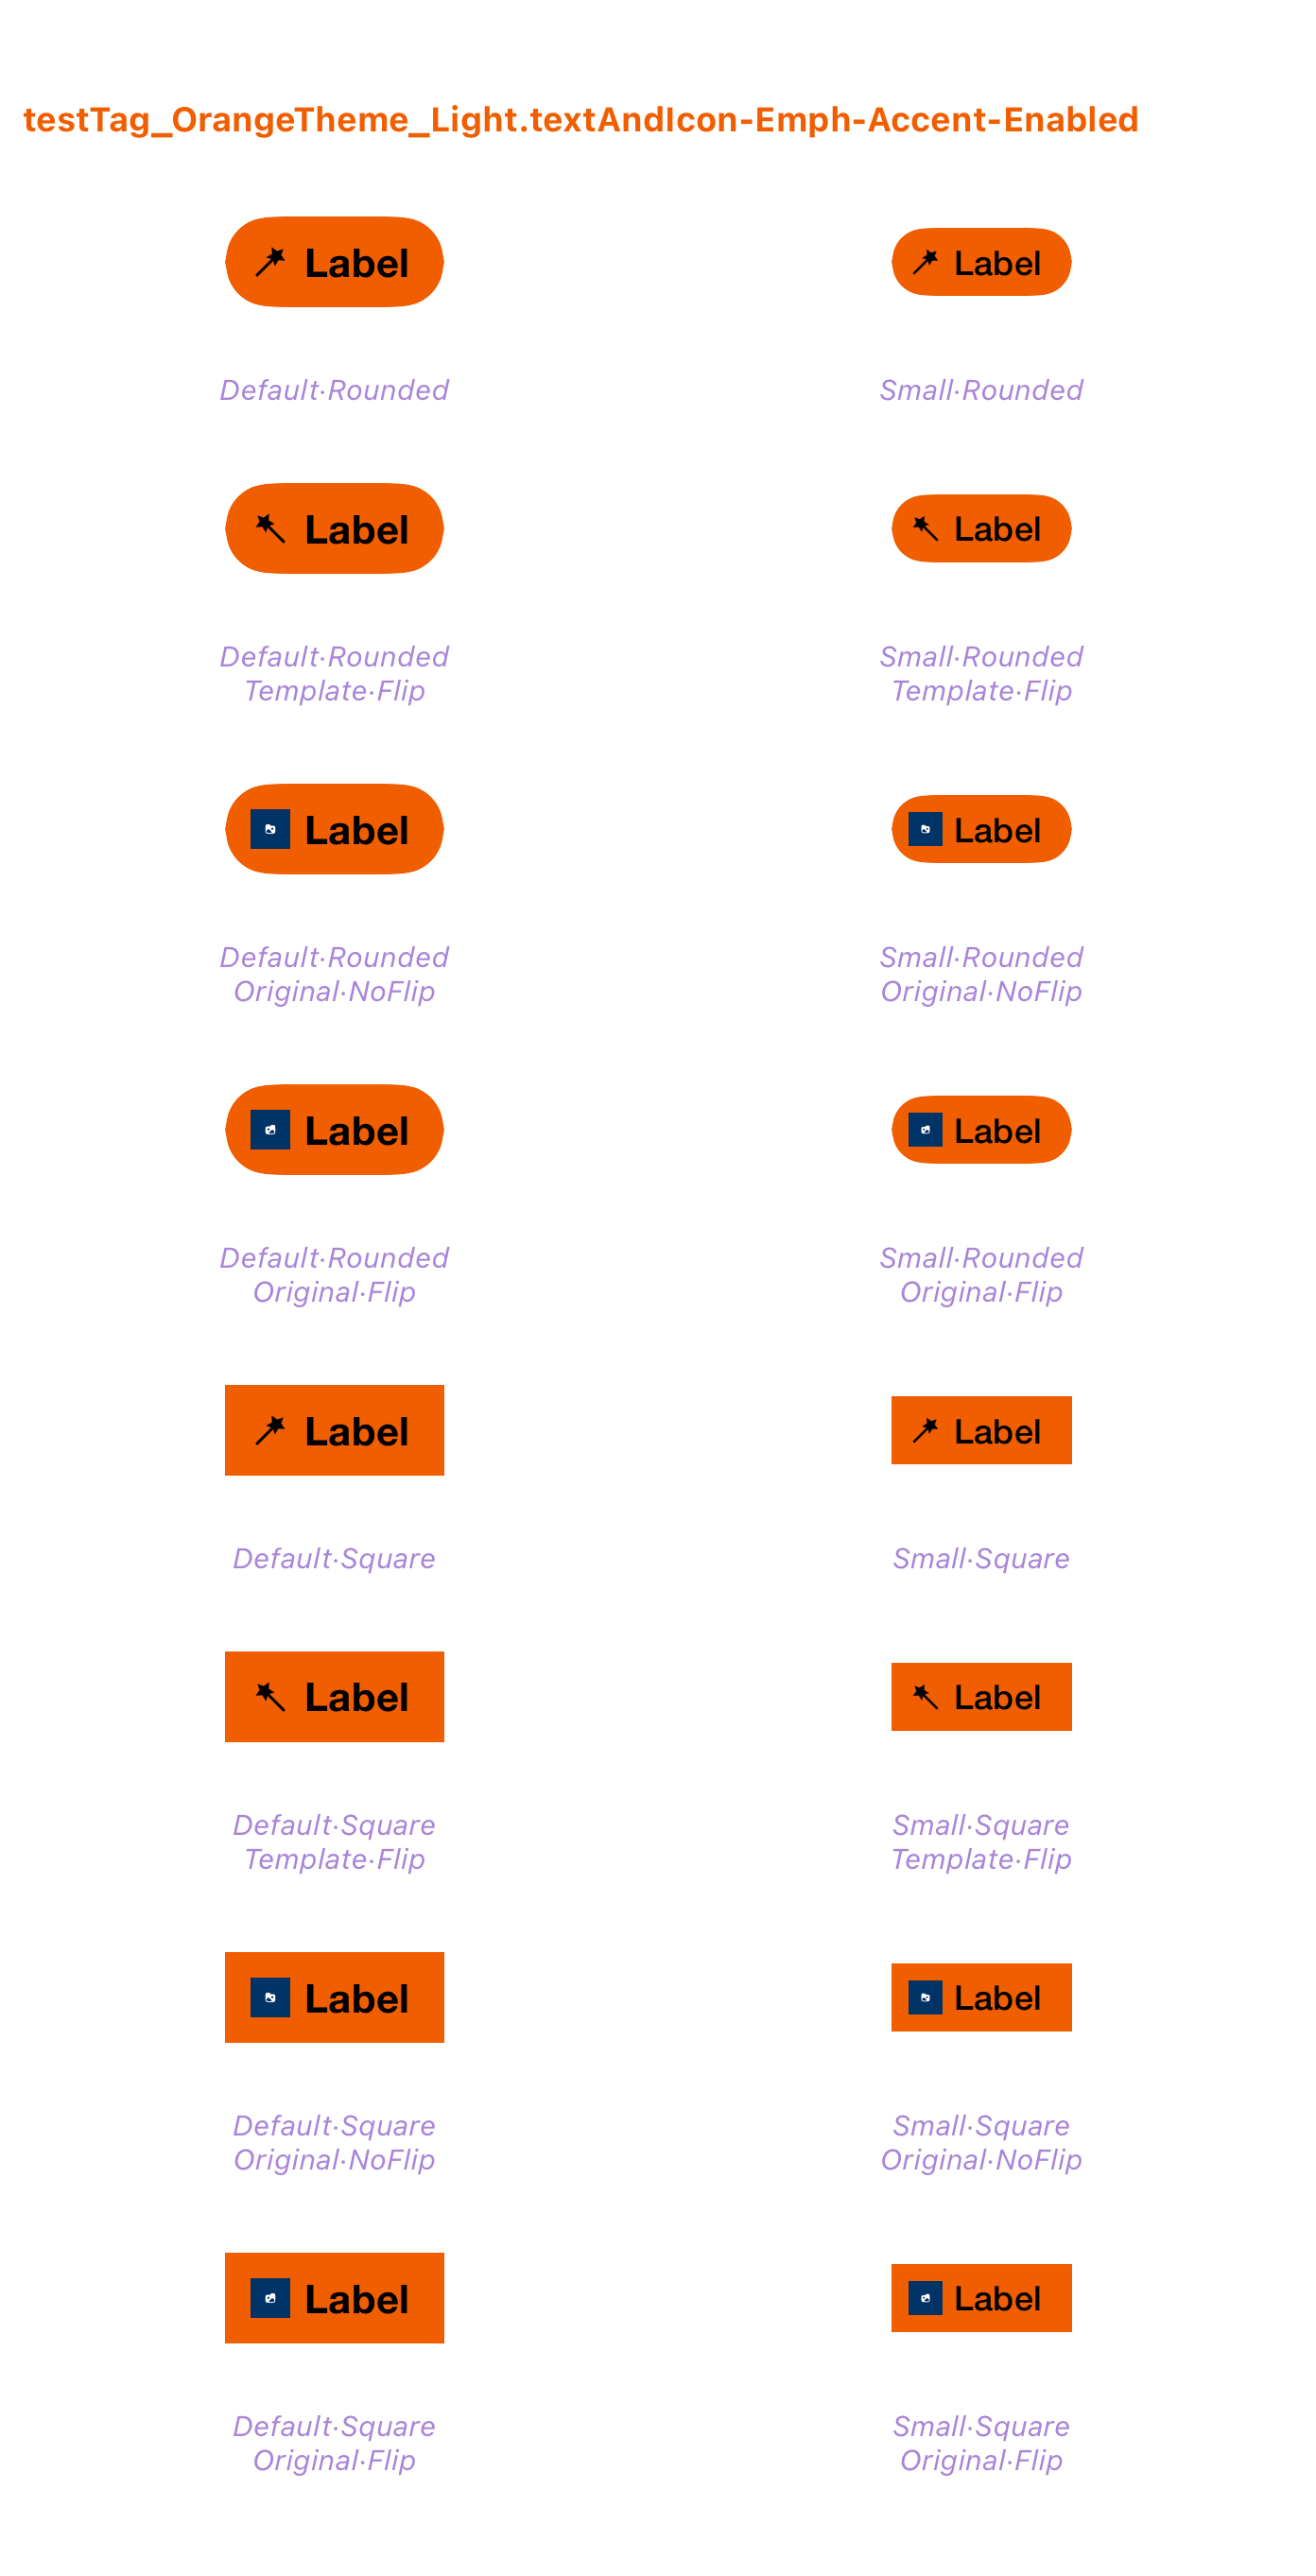 testTag_OrangeTheme_Light.textAndIcon-Emph-Accent-Enabled
Label
Label
Default·Rounded
Small·Rounded
Label
Label
Default·Rounded
Template·Flip
Small·Rounded
Template·Flip
Label
Label
Default·Rounded
Original·NoFlip
Small·Rounded
Original·NoFlip
Label
Label
Default·Rounded
Original·Flip
Small·Rounded
Original·Flip
Label
Label
Default·Square
Small·Square
Label
Label
Default·Square
Template·Flip
Small·Square
Template·Flip
Label
Label
Default·Square
Original·NoFlip
Small·Square
Original·NoFlip
Label
Label
Default·Square
Original·Flip
Small·Square
Original·Flip